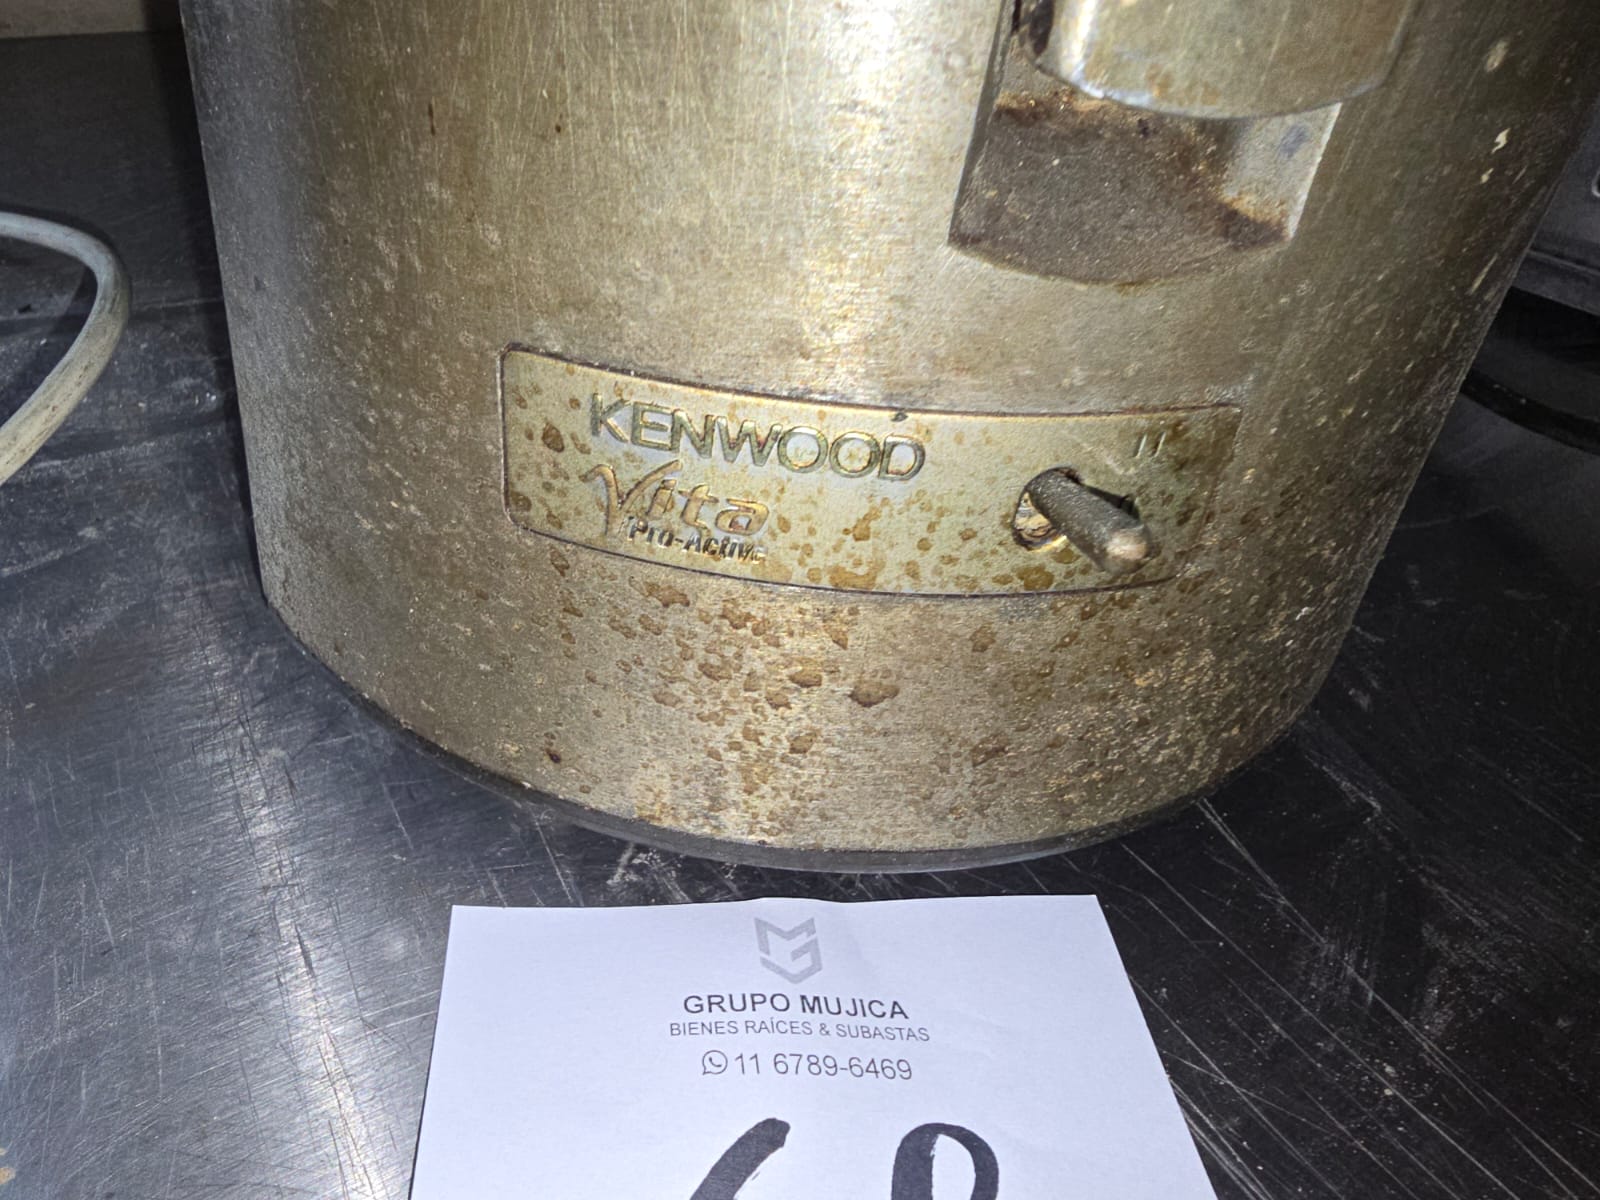 KENWOOD
Vita
Pro-Active
GRUPO MUJICA
BIENES RAÍCES & SUBASTAS
11 6789-6469